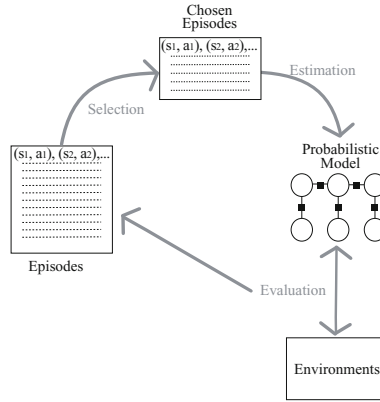 Chosen
Episodes
(s1, a1), (s2, a2),...
Estimation
Selection
Probabilistic
Model
(s1, a1), (s2, a2),...
Episodes
Evaluation
Environments